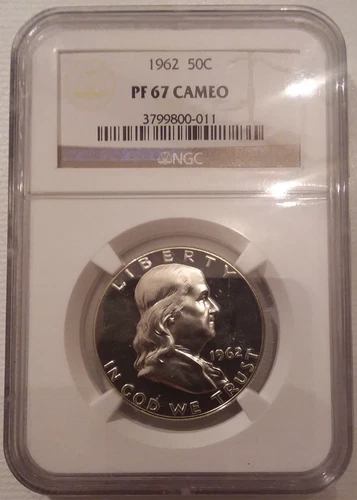 1962 50C
PF 67 CAMEO
3799800-011
NGC
LIBERTY
1962
IN GOD WE TRUST